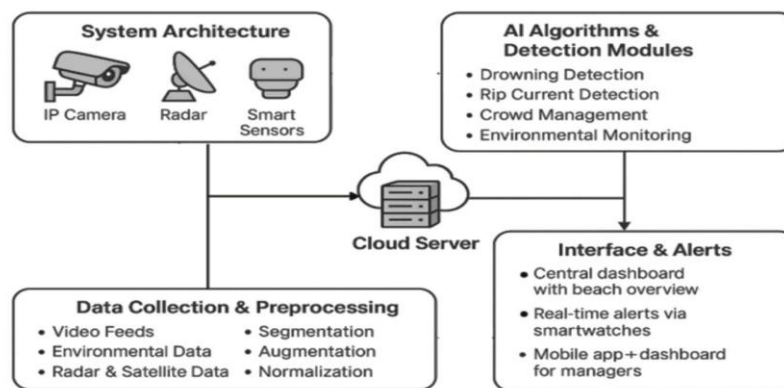 System Architecture
IP Camera
Radar
Smart
Sensors
AI Algorithms &
Detection Modules
• Drowning Detection
• Rip Current Detection
• Crowd Management
• Environmental Monitoring
Cloud Server
Data Collection & Preprocessing
• Video Feeds
• Environmental Data
• Radar & Satellite Data
• Segmentation
• Augmentation
• Normalization
Interface & Alerts
• Central dashboard
with beach overview
• Real-time alerts via
smartwatches
• Mobile app+dashboard
for managers